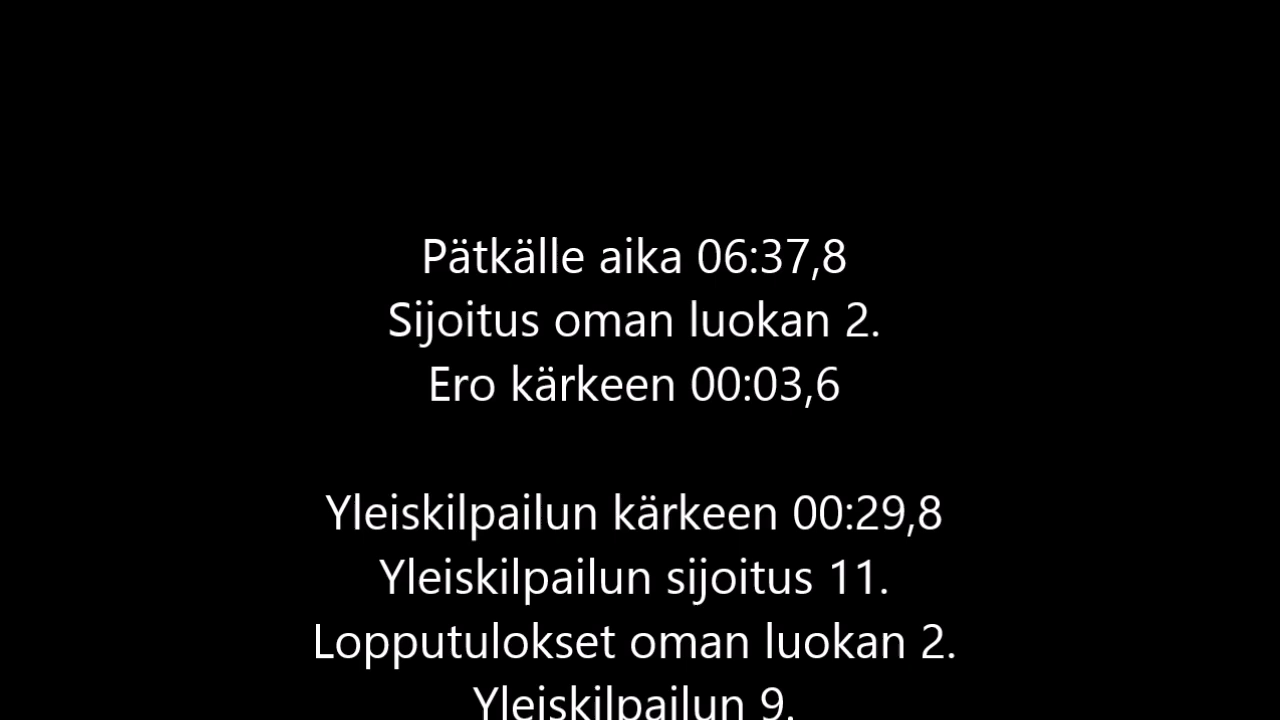 Pätkälle aika 06:37,8
Sijoitus oman luokan 2.
Ero kärkeen 00:03,6
Yleiskilpailun kärkeen 00:29,8
Yleiskilpailun sijoitus 11.
Lopputulokset oman luokan 2.
Yleiskilpailun 9.